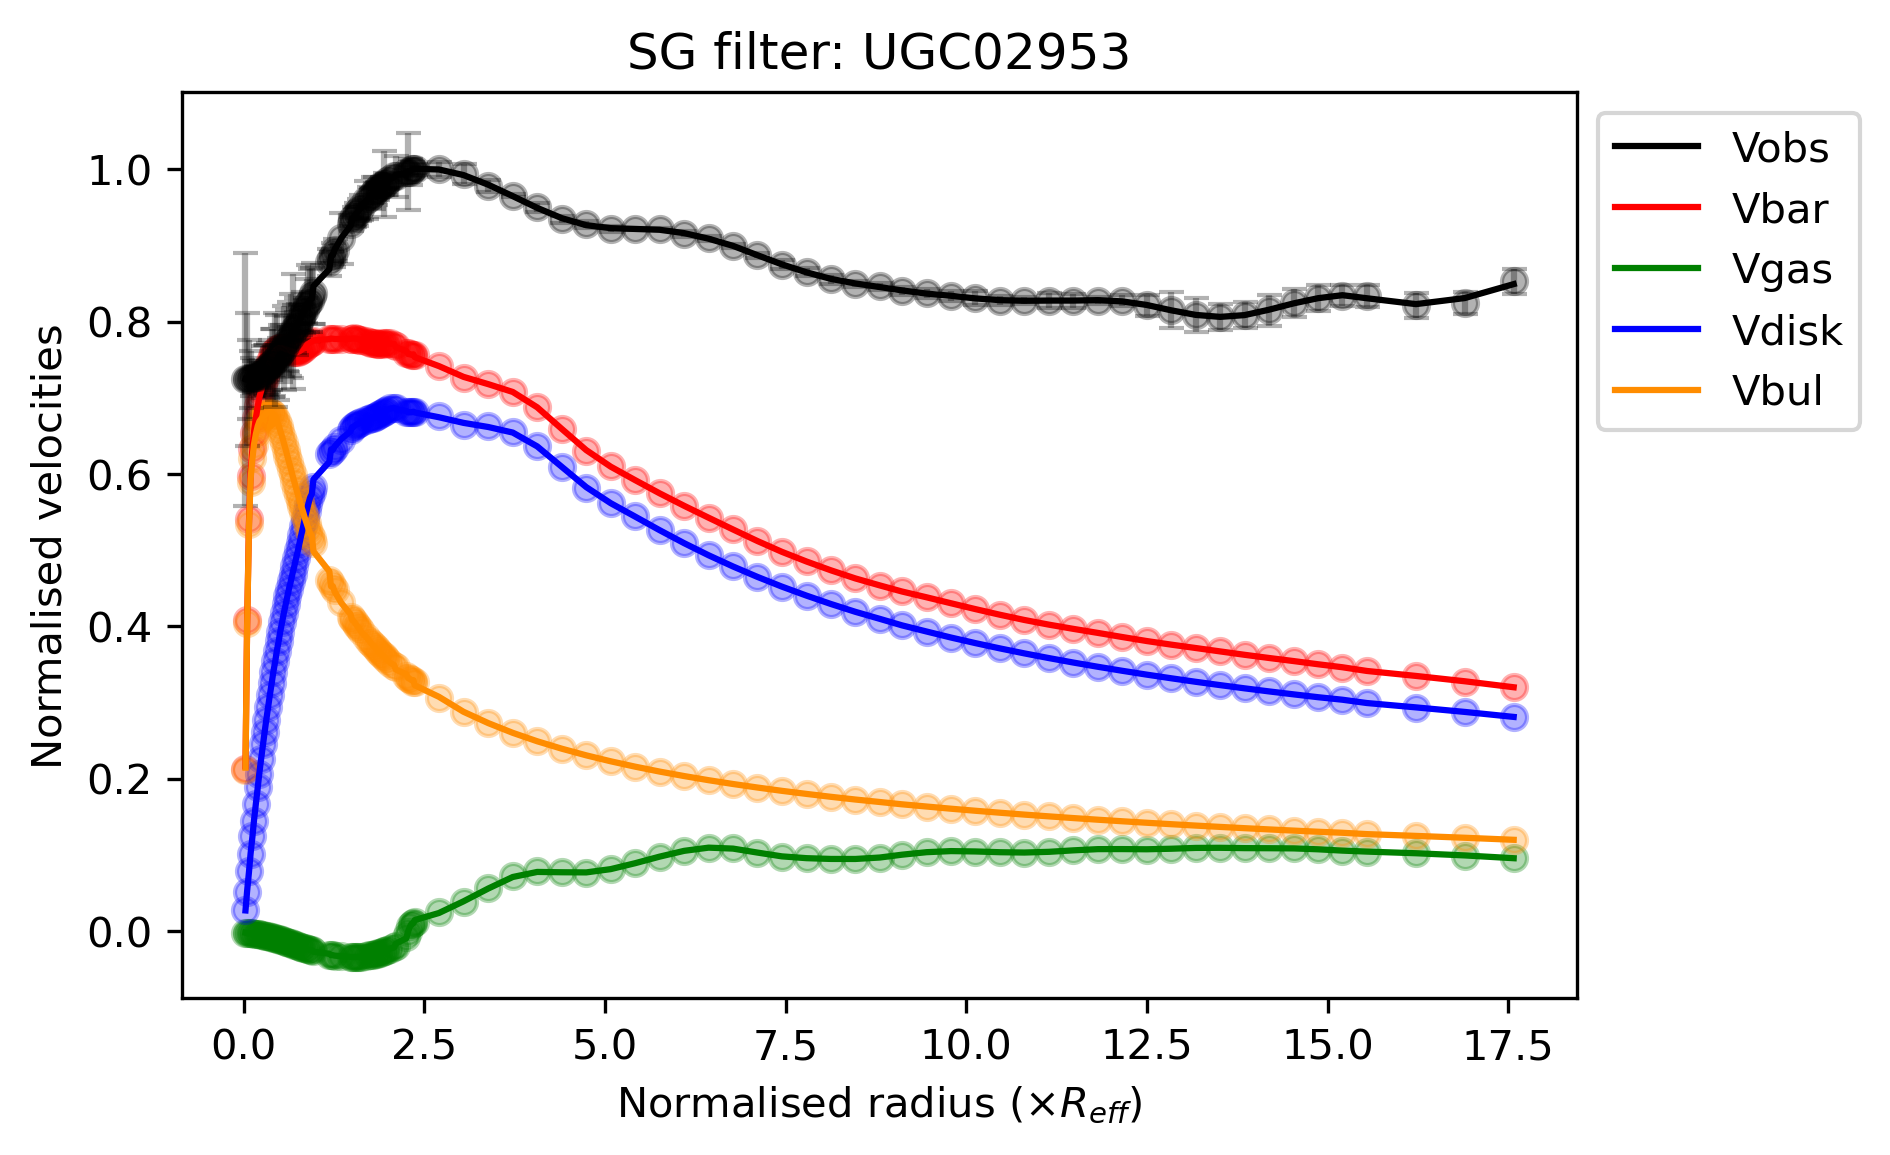 SG filter: UGC02953
Normalised velocities
1.0
0.8
0.6
0.4
0.2
0.0
0.0 2.5 5.0 7.5 10.0 12.5 15.0 17.5
Normalised radius (×R_eff)
Vobs
Vbar
Vgas
Vdisk
Vbul